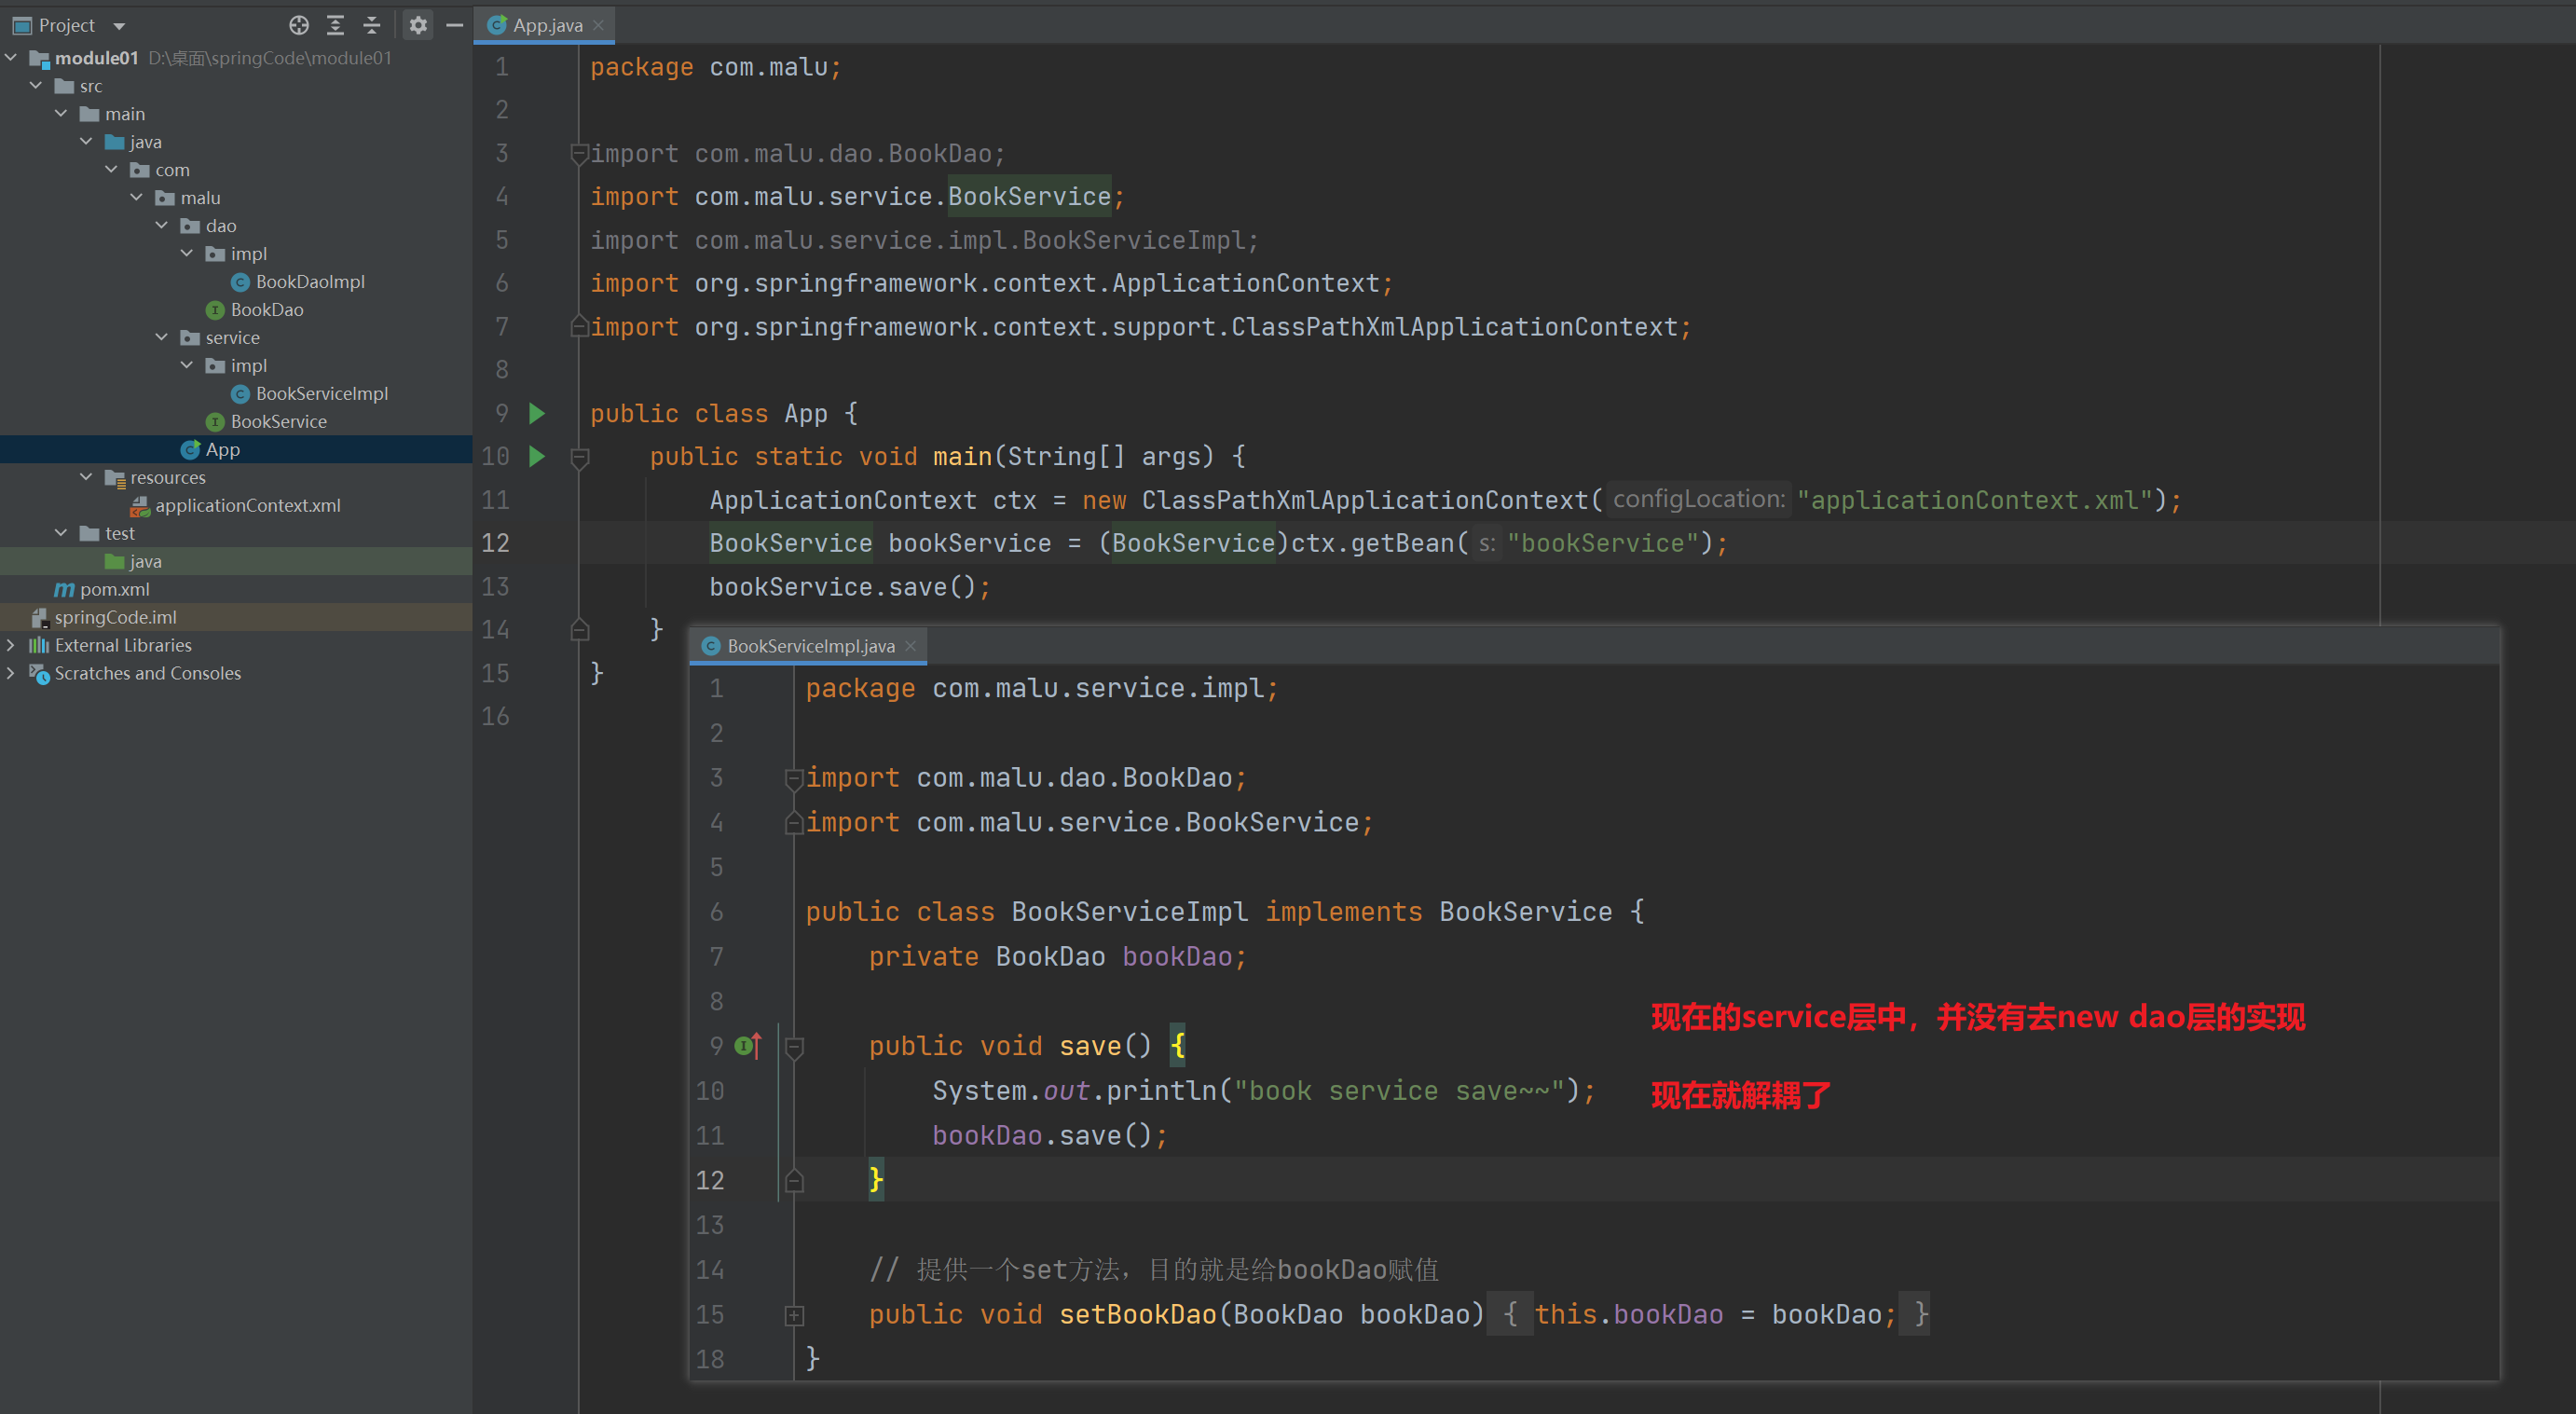 Project
module01 D:\桌面\springCode\module01
src
main
java
com
malu
dao
impl
BookDaoImpl
BookDao
service
impl
BookServiceImpl
BookService
App
resources
applicationContext.xml
test
java
pom.xml
springCode.iml
External Libraries
Scratches and Consoles
App.java
1 package com.malu;
2
3 import com.malu.dao.BookDao;
4 import com.malu.service.BookService;
5 import com.malu.service.impl.BookServiceImpl;
6 import org.springframework.context.ApplicationContext;
7 import org.springframework.context.support.ClassPathXmlApplicationContext;
8
9 public class App {
10 public static void main(String[] args) {
11 ApplicationContext ctx = new ClassPathXmlApplicationContext( configLocation: "applicationContext.xml");
12 BookService bookService = (BookService)ctx.getBean( s: "bookService");
13 bookService.save();
14 }
15 }
16
BookServiceImpl.java
1 package com.malu.service.impl;
2
3 import com.malu.dao.BookDao;
4 import com.malu.service.BookService;
5
6 public class BookServiceImpl implements BookService {
7 private BookDao bookDao;
8
现在的service层中，并没有去new dao层的实现
9 public void save() {
10 System.out.println("book service save~~");
现在就解耦了
11 bookDao.save();
12 }
13
14 // 提供一个set方法，目的就是给bookDao赋值
15 public void setBookDao(BookDao bookDao) { this.bookDao = bookDao; }
18 }